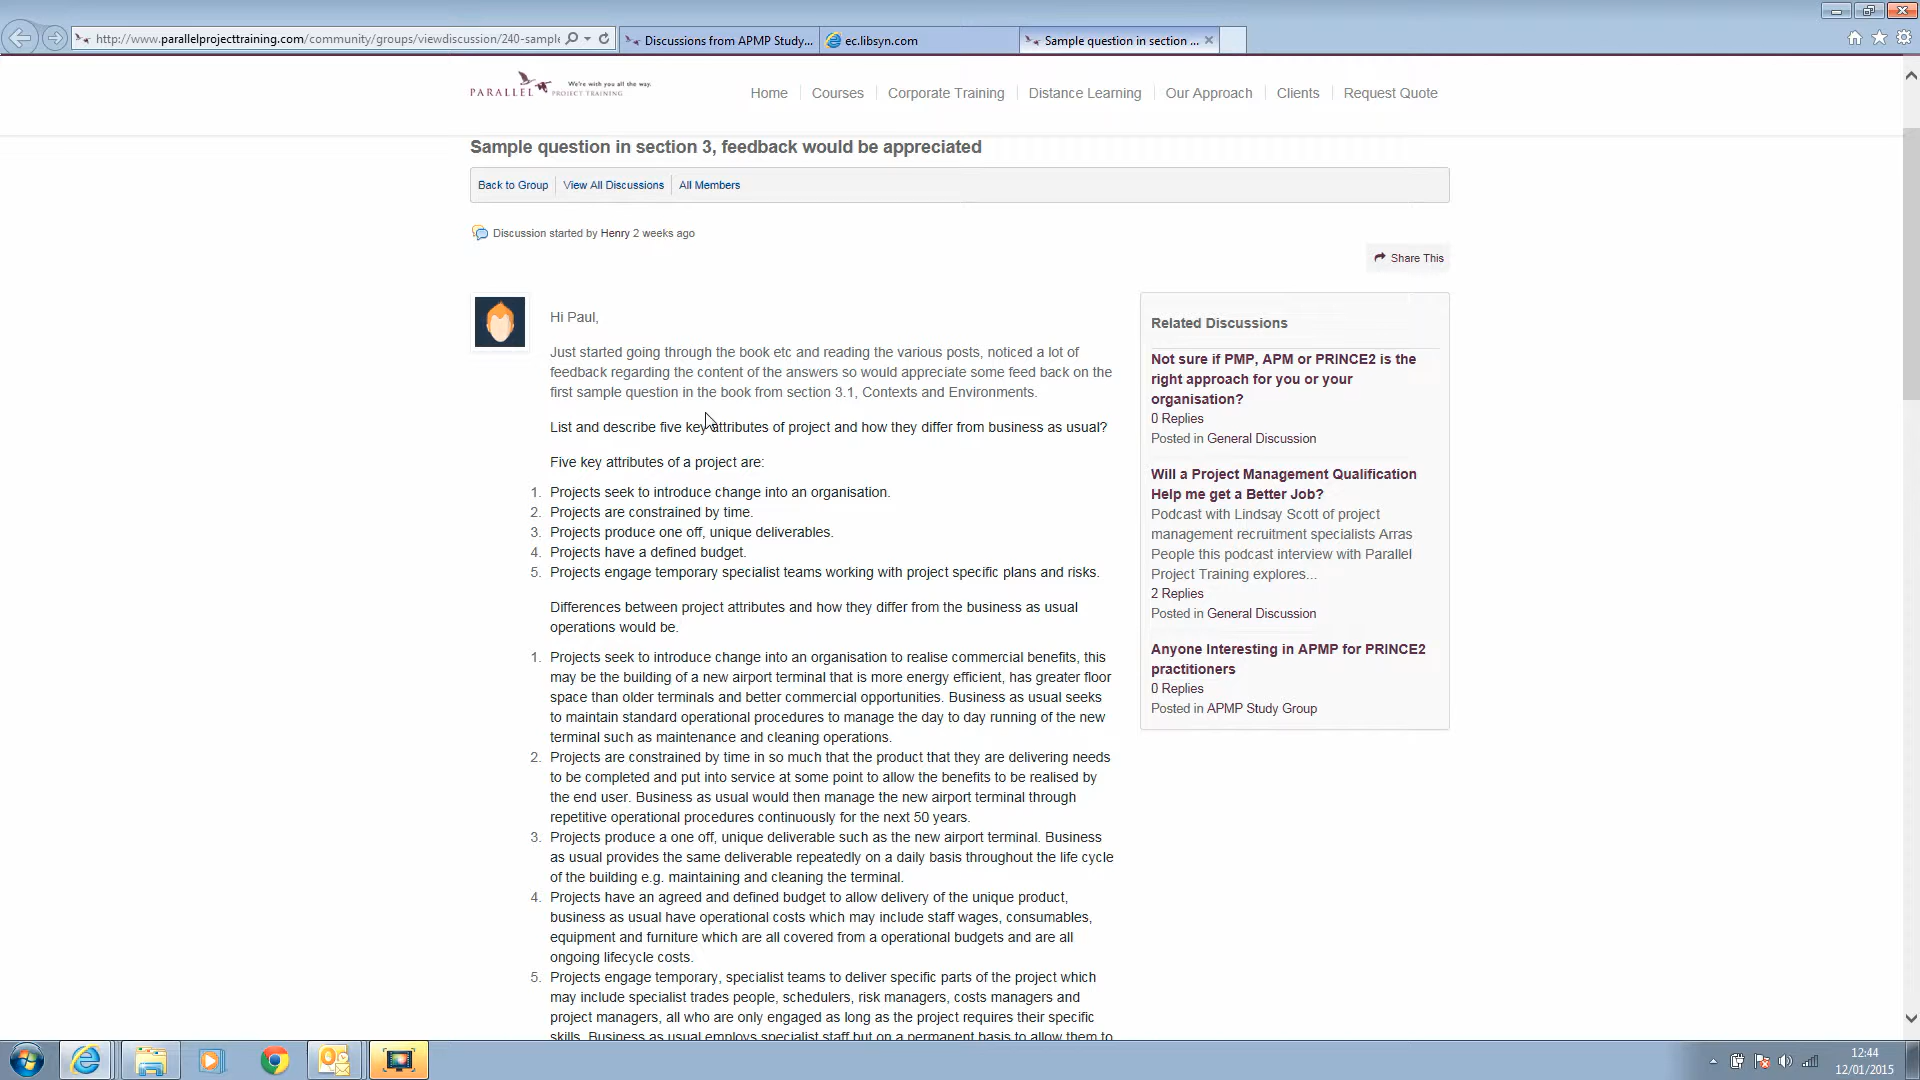 http://www.parallelprojecttraining.com/community/groups/viewdiscussion/240-sample
Discussions from APMP Study...
ec.libsyn.com
Sample question in section ...
PARALLEL PROJECT TRAINING
We're with you all the way.
Home
Courses
Corporate Training
Distance Learning
Our Approach
Clients
Request Quote
Sample question in section 3, feedback would be appreciated
Back to Group
View All Discussions
All Members
Discussion started by Henry 2 weeks ago
Share This
Hi Paul,
Just started going through the book etc and reading the various posts, noticed a lot of
feedback regarding the content of the answers so would appreciate some feed back on the
first sample question in the book from section 3.1, Contexts and Environments.
List and describe five key attributes of project and how they differ from business as usual?
Five key attributes of a project are:
1. Projects seek to introduce change into an organisation.
2. Projects are constrained by time.
3. Projects produce one off, unique deliverables.
4. Projects have a defined budget.
5. Projects engage temporary specialist teams working with project specific plans and risks.
Differences between project attributes and how they differ from the business as usual
operations would be.
1. Projects seek to introduce change into an organisation to realise commercial benefits, this
may be the building of a new airport terminal that is more energy efficient, has greater floor
space than older terminals and better commercial opportunities. Business as usual seeks
to maintain standard operational procedures to manage the day to day running of the new
terminal such as maintenance and cleaning operations.
2. Projects are constrained by time in so much that the product that they are delivering needs
to be completed and put into service at some point to allow the benefits to be realised by
the end user. Business as usual would then manage the new airport terminal through
repetitive operational procedures continuously for the next 50 years.
3. Projects produce a one off, unique deliverable such as the new airport terminal. Business
as usual provides the same deliverable repeatedly on a daily basis throughout the life cycle
of the building e.g. maintaining and cleaning the terminal.
4. Projects have an agreed and defined budget to allow delivery of the unique product,
business as usual have operational costs which may include staff wages, consumables,
equipment and furniture which are all covered from a operational budgets and are all
ongoing lifecycle costs.
5. Projects engage temporary, specialist teams to deliver specific parts of the project which
may include specialist trades people, schedulers, risk managers, costs managers and
project managers, all who are only engaged as long as the project requires their specific
skills. Business as usual employs specialist staff but on a permanent basis to allow them to
Related Discussions
Not sure if PMP, APM or PRINCE2 is the
right approach for you or your
organisation?
0 Replies
Posted in General Discussion
Will a Project Management Qualification
Help me get a Better Job?
Podcast with Lindsay Scott of project
management recruitment specialists Arras
People this podcast interview with Parallel
Project Training explores...
2 Replies
Posted in General Discussion
Anyone Interesting in APMP for PRINCE2
practitioners
0 Replies
Posted in APMP Study Group
12:44
12/01/2015